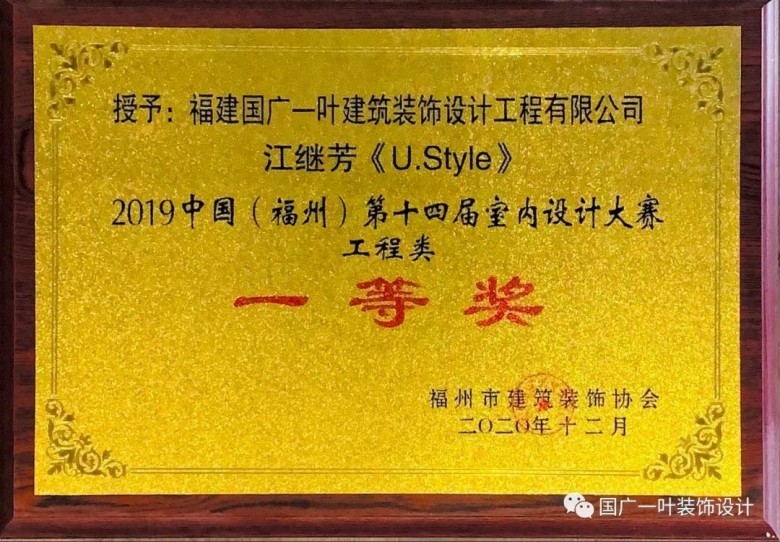 授予：福建国广一叶建筑装饰设计工程有限公司
江继芳《U.Style》
2019中国（福州）第十四届室内设计大赛
工程类
一等奖
福州市建筑装饰协会
二〇二〇年十二月
国广一叶装饰设计